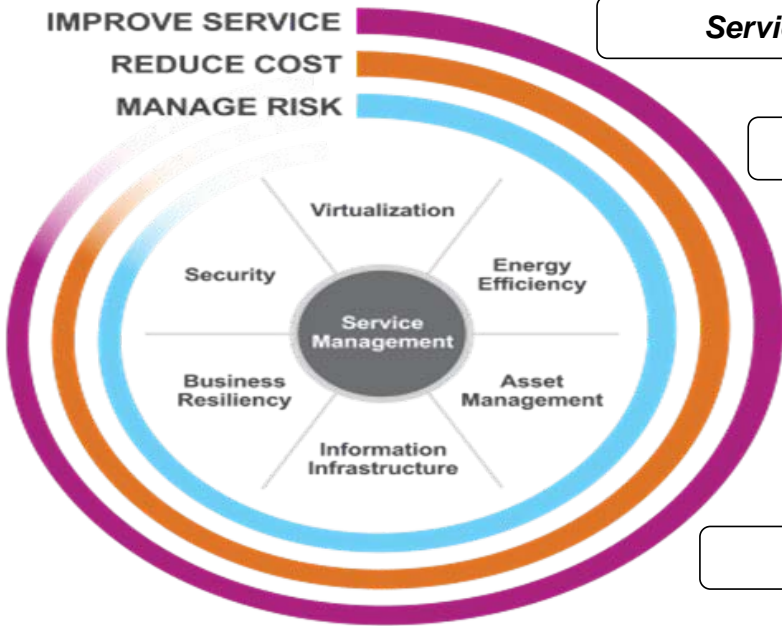 IMPROVE SERVICE
REDUCE COST
MANAGE RISK
Virtualization
Security
Energy
Efficiency
Service
Management
Business
Resiliency
Asset
Management
Information
Infrastructure